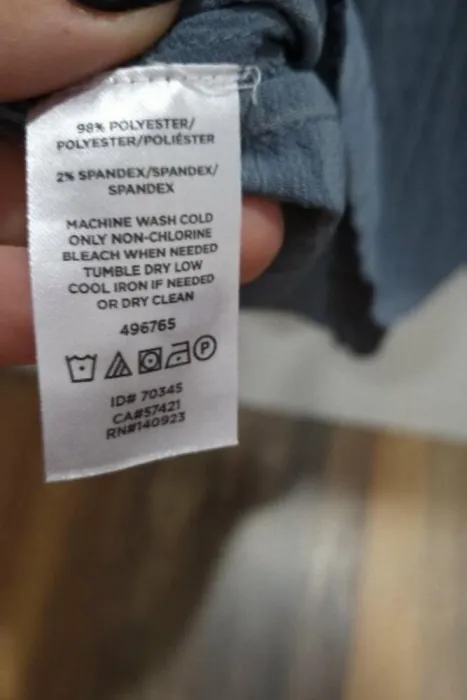 98% POLYESTER/
POLYESTER/POLIÉSTER
2% SPANDEX/SPANDEX/
SPANDEX
MACHINE WASH COLD
ONLY NON-CHLORINE
BLEACH WHEN NEEDED
TUMBLE DRY LOW
COOL IRON IF NEEDED
OR DRY CLEAN
496765
P
ID# 70345
CA#57421
RN#140923